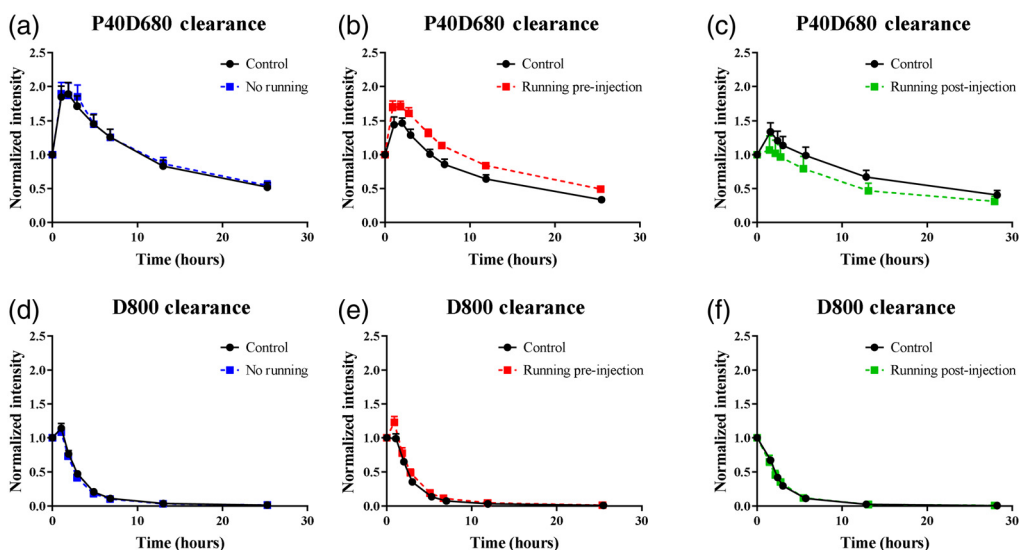 (a)
P40D680 clearance
Normalized intensity
2.5
2.0
1.5
1.0
0.5
0.0
Control
No running
0
10
20
30
Time (hours)
(b)
P40D680 clearance
Normalized intensity
2.5
2.0
1.5
1.0
0.5
0.0
Control
Running pre-injection
0
10
20
30
Time (hours)
(c)
P40D680 clearance
Normalized intensity
2.5
2.0
1.5
1.0
0.5
0.0
Control
Running post-injection
0
10
20
30
Time (hours)
(d)
D800 clearance
Normalized intensity
2.5
2.0
1.5
1.0
0.5
0.0
Control
No running
0
10
20
30
Time (hours)
(e)
D800 clearance
Normalized intensity
2.5
2.0
1.5
1.0
0.5
0.0
Control
Running pre-injection
0
10
20
30
Time (hours)
(f)
D800 clearance
Normalized intensity
2.5
2.0
1.5
1.0
0.5
0.0
Control
Running post-injection
0
10
20
30
Time (hours)